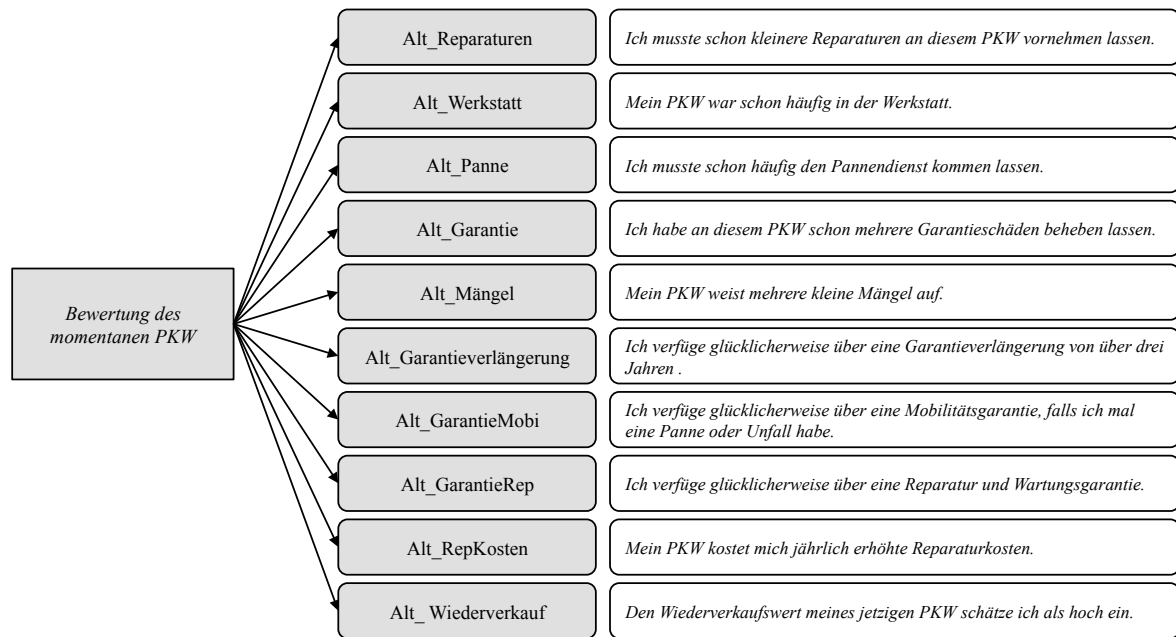 Alt_Reparaturen
Ich musste schon kleinere Reparaturen an diesem PKW vornehmen lassen.
Alt_Werkstatt
Mein PKW war schon häufig in der Werkstatt.
Alt_Panne
Ich musste schon häufig den Pannendienst kommen lassen.
Alt_Garantie
Ich habe an diesem PKW schon mehrere Garantieschäden beheben lassen.
Bewertung des
momentanen PKW
Alt_Mängel
Mein PKW weist mehrere kleine Mängel auf.
Alt_Garantieverlängerung
Ich verfüge glücklicherweise über eine Garantieverlängerung von über drei
Jahren .
Alt_GarantieMobi
Ich verfüge glücklicherweise über eine Mobilitätsgarantie, falls ich mal
eine Panne oder Unfall habe.
Alt_GarantieRep
Ich verfüge glücklicherweise über eine Reparatur und Wartungsgarantie.
Alt_RepKosten
Mein PKW kostet mich jährlich erhöhte Reparaturkosten.
Alt_ Wiederverkauf
Den Wiederverkaufswert meines jetzigen PKW schätze ich als hoch ein.